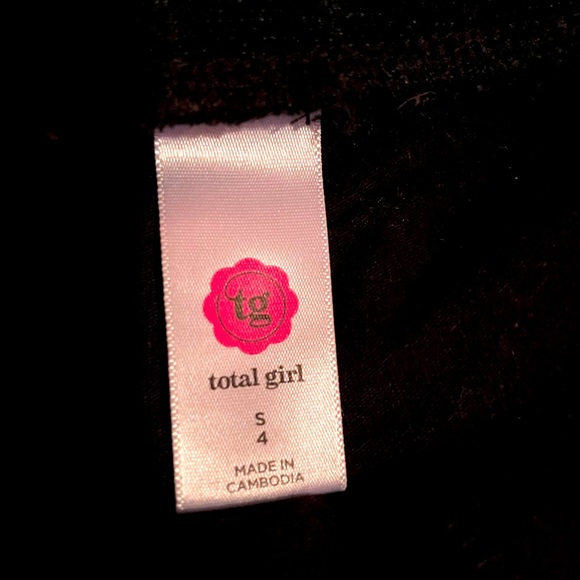 tg
total girl
S
4
MADE IN
CAMBODIA